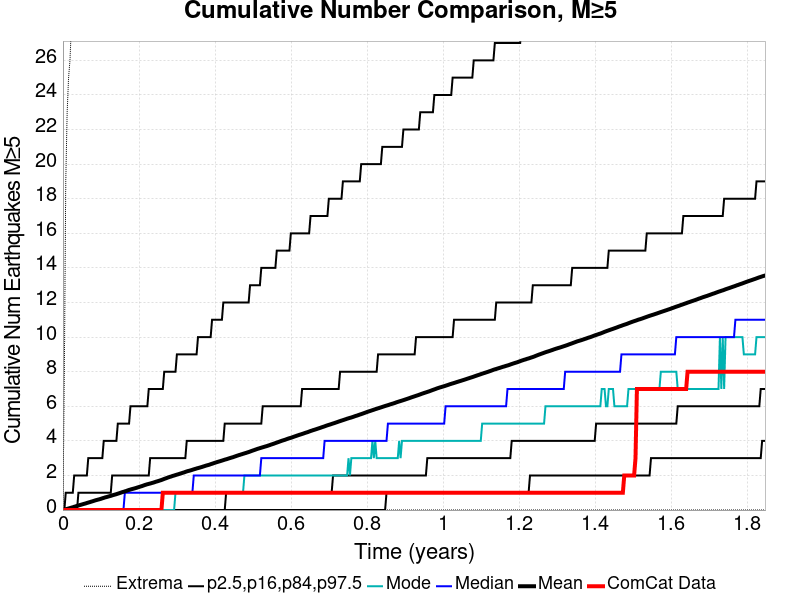 Cumulative Number Comparison, M≥5
Cumulative Num Earthquakes M≥5
26
24
22
20
18
16
14
12
10
8
6
4
2
0
0 0.2 0.4 0.6 0.8 1 1.2 1.4 1.6 1.8
Time (years)
Extrema p2.5,p16,p84,p97.5 Mode Median Mean ComCat Data